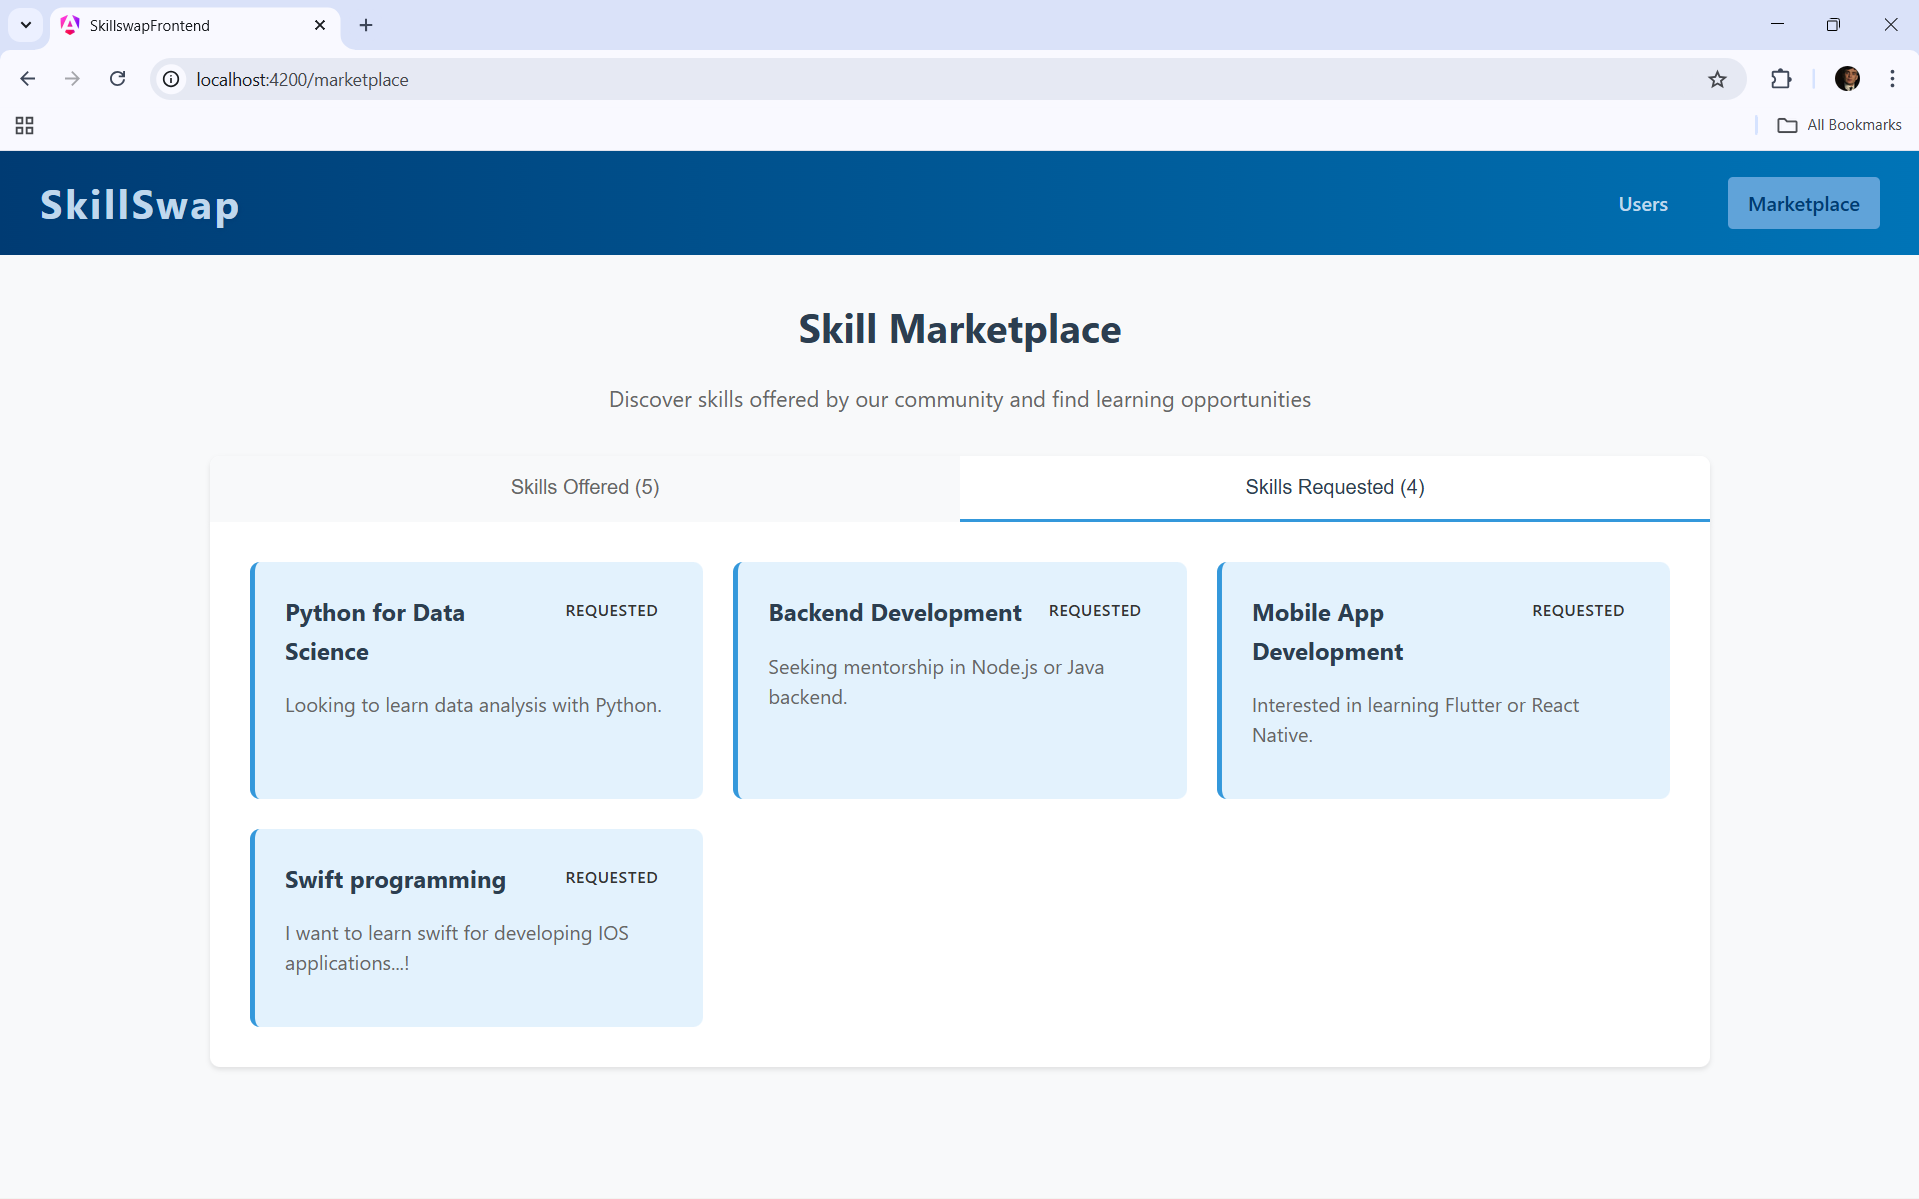 SkillswapFrontend
localhost:4200/marketplace
All Bookmarks
SkillSwap
Users
Marketplace
Skill Marketplace
Discover skills offered by our community and find learning opportunities
Skills Offered (5)
Skills Requested (4)
Python for Data
Science
REQUESTED
Looking to learn data analysis with Python.
Backend Development
REQUESTED
Seeking mentorship in Node.js or Java
backend.
Mobile App
Development
REQUESTED
Interested in learning Flutter or React
Native.
Swift programming
REQUESTED
I want to learn swift for developing IOS
applications...!